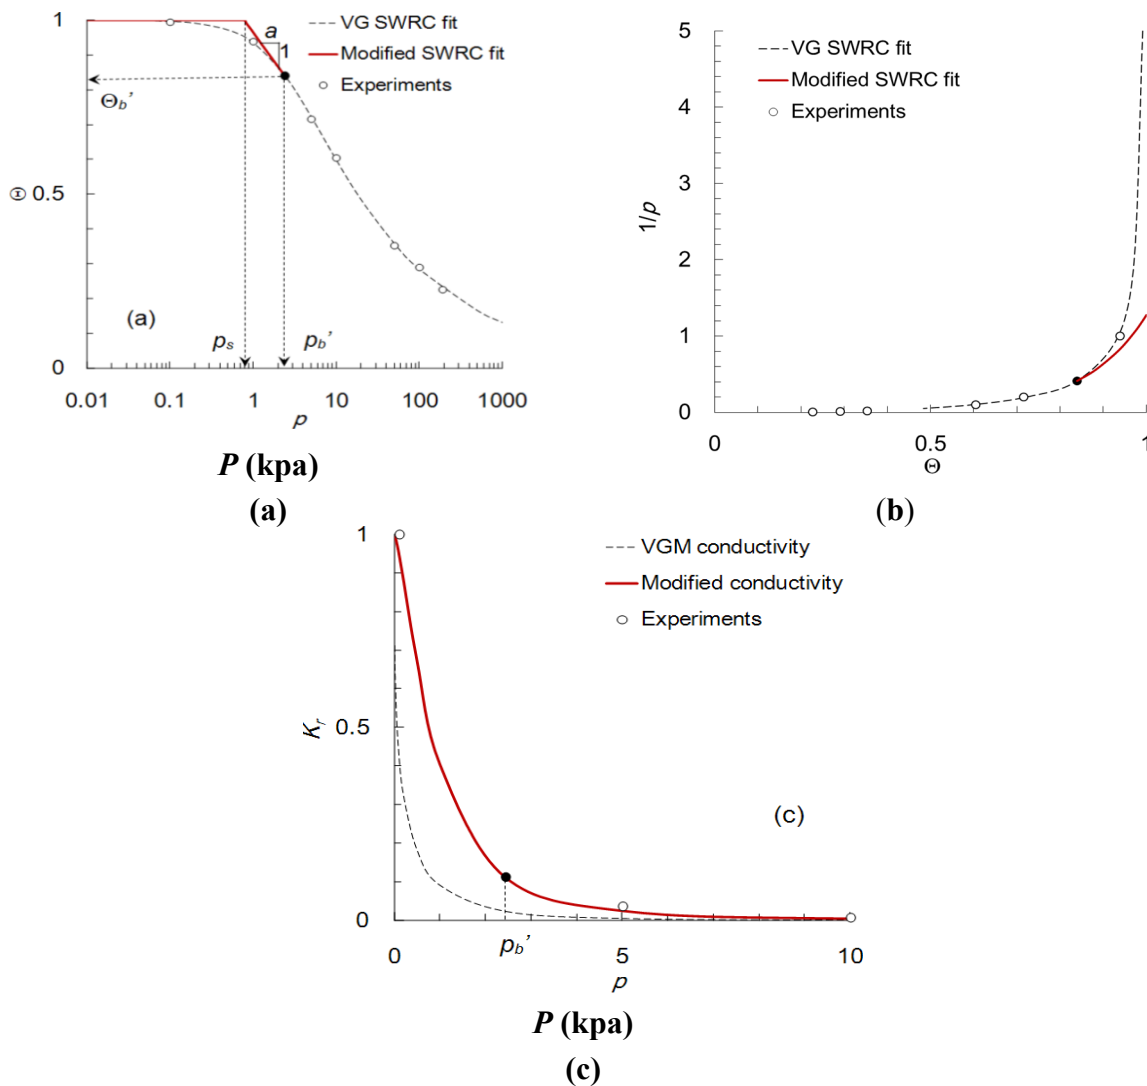 VG SWRC fit
Modified SWRC fit
Experiments
a
1
Θb’
1
Θ 0.5
0
(a)
ps
pb’
0.01 0.1 1 10 100 1000
p
P (kpa)
(a)
VG SWRC fit
Modified SWRC fit
Experiments
5
4
3
2
1
0
1/p
0 0.5 1
Θ
(b)
VGM conductivity
Modified conductivity
Experiments
1
0.5
0
Kr
(c)
pb’
0 5 10
p
P (kpa)
(c)